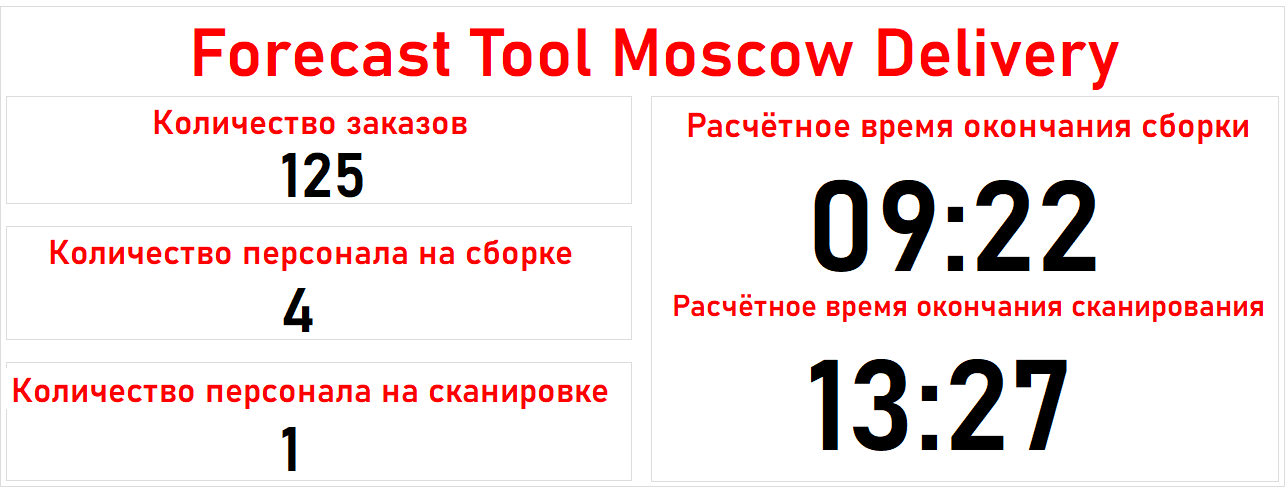 Forecast Tool Moscow Delivery
Количество заказов
125
Количество персонала на сборке
4
Количество персонала на сканировке
1
Расчётное время окончания сборки
09:22
Расчётное время окончания сканирования
13:27